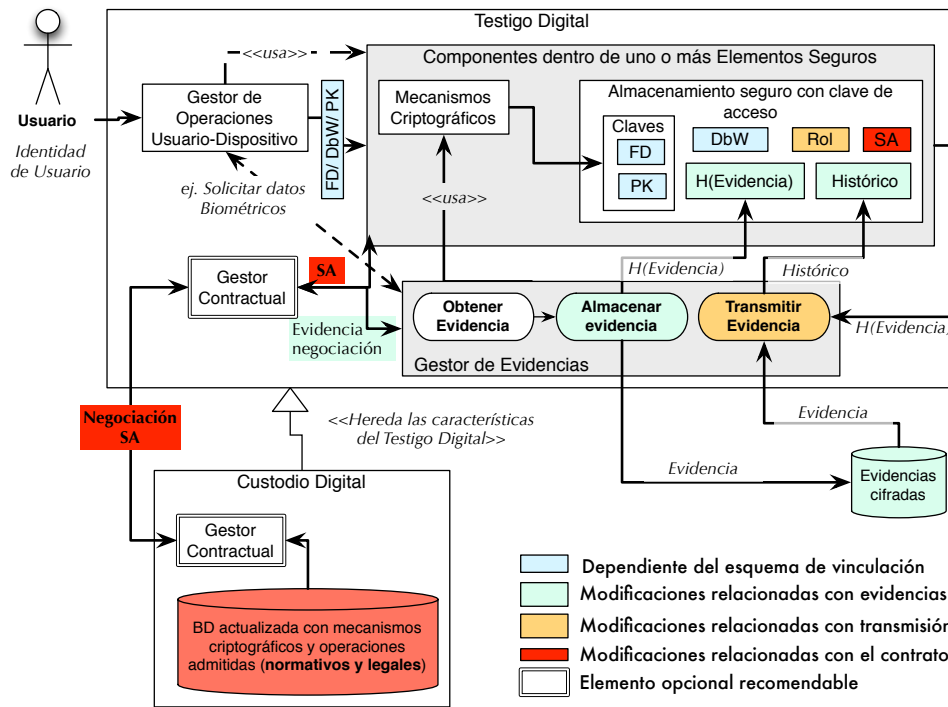 Testigo Digital
<<usa>>
Componentes dentro de uno o más Elementos Seguros
Gestor de
Operaciones
Usuario-Dispositivo
FD/ DbW/ PK
Mecanismos
Criptográficos
Almacenamiento seguro con clave de
acceso
Claves
FD
PK
DbW
RoI
SA
H(Evidencia)
Histórico
Usuario
Identidad
de Usuario
ej. Solicitar datos
Biométricos
<<usa>>
Gestor
Contractual
SA
H(Evidencia)
Histórico
Evidencia
negociación
Obtener
Evidencia
Almacenar
evidencia
Transmitir
Evidencia
H(Evidencia)
Gestor de Evidencias
Negociación
SA
<<Hereda las características
del Testigo Digital>>
Evidencia
Evidencia
Evidencias
cifradas
Custodio Digital
Gestor
Contractual
BD actualizada con mecanismos
criptográficos y operaciones
admitidas (normativos y legales)
Dependiente del esquema de vinculación
Modificaciones relacionadas con evidencias
Modificaciones relacionadas con transmisión
Modificaciones relacionadas con el contrato
Elemento opcional recomendable